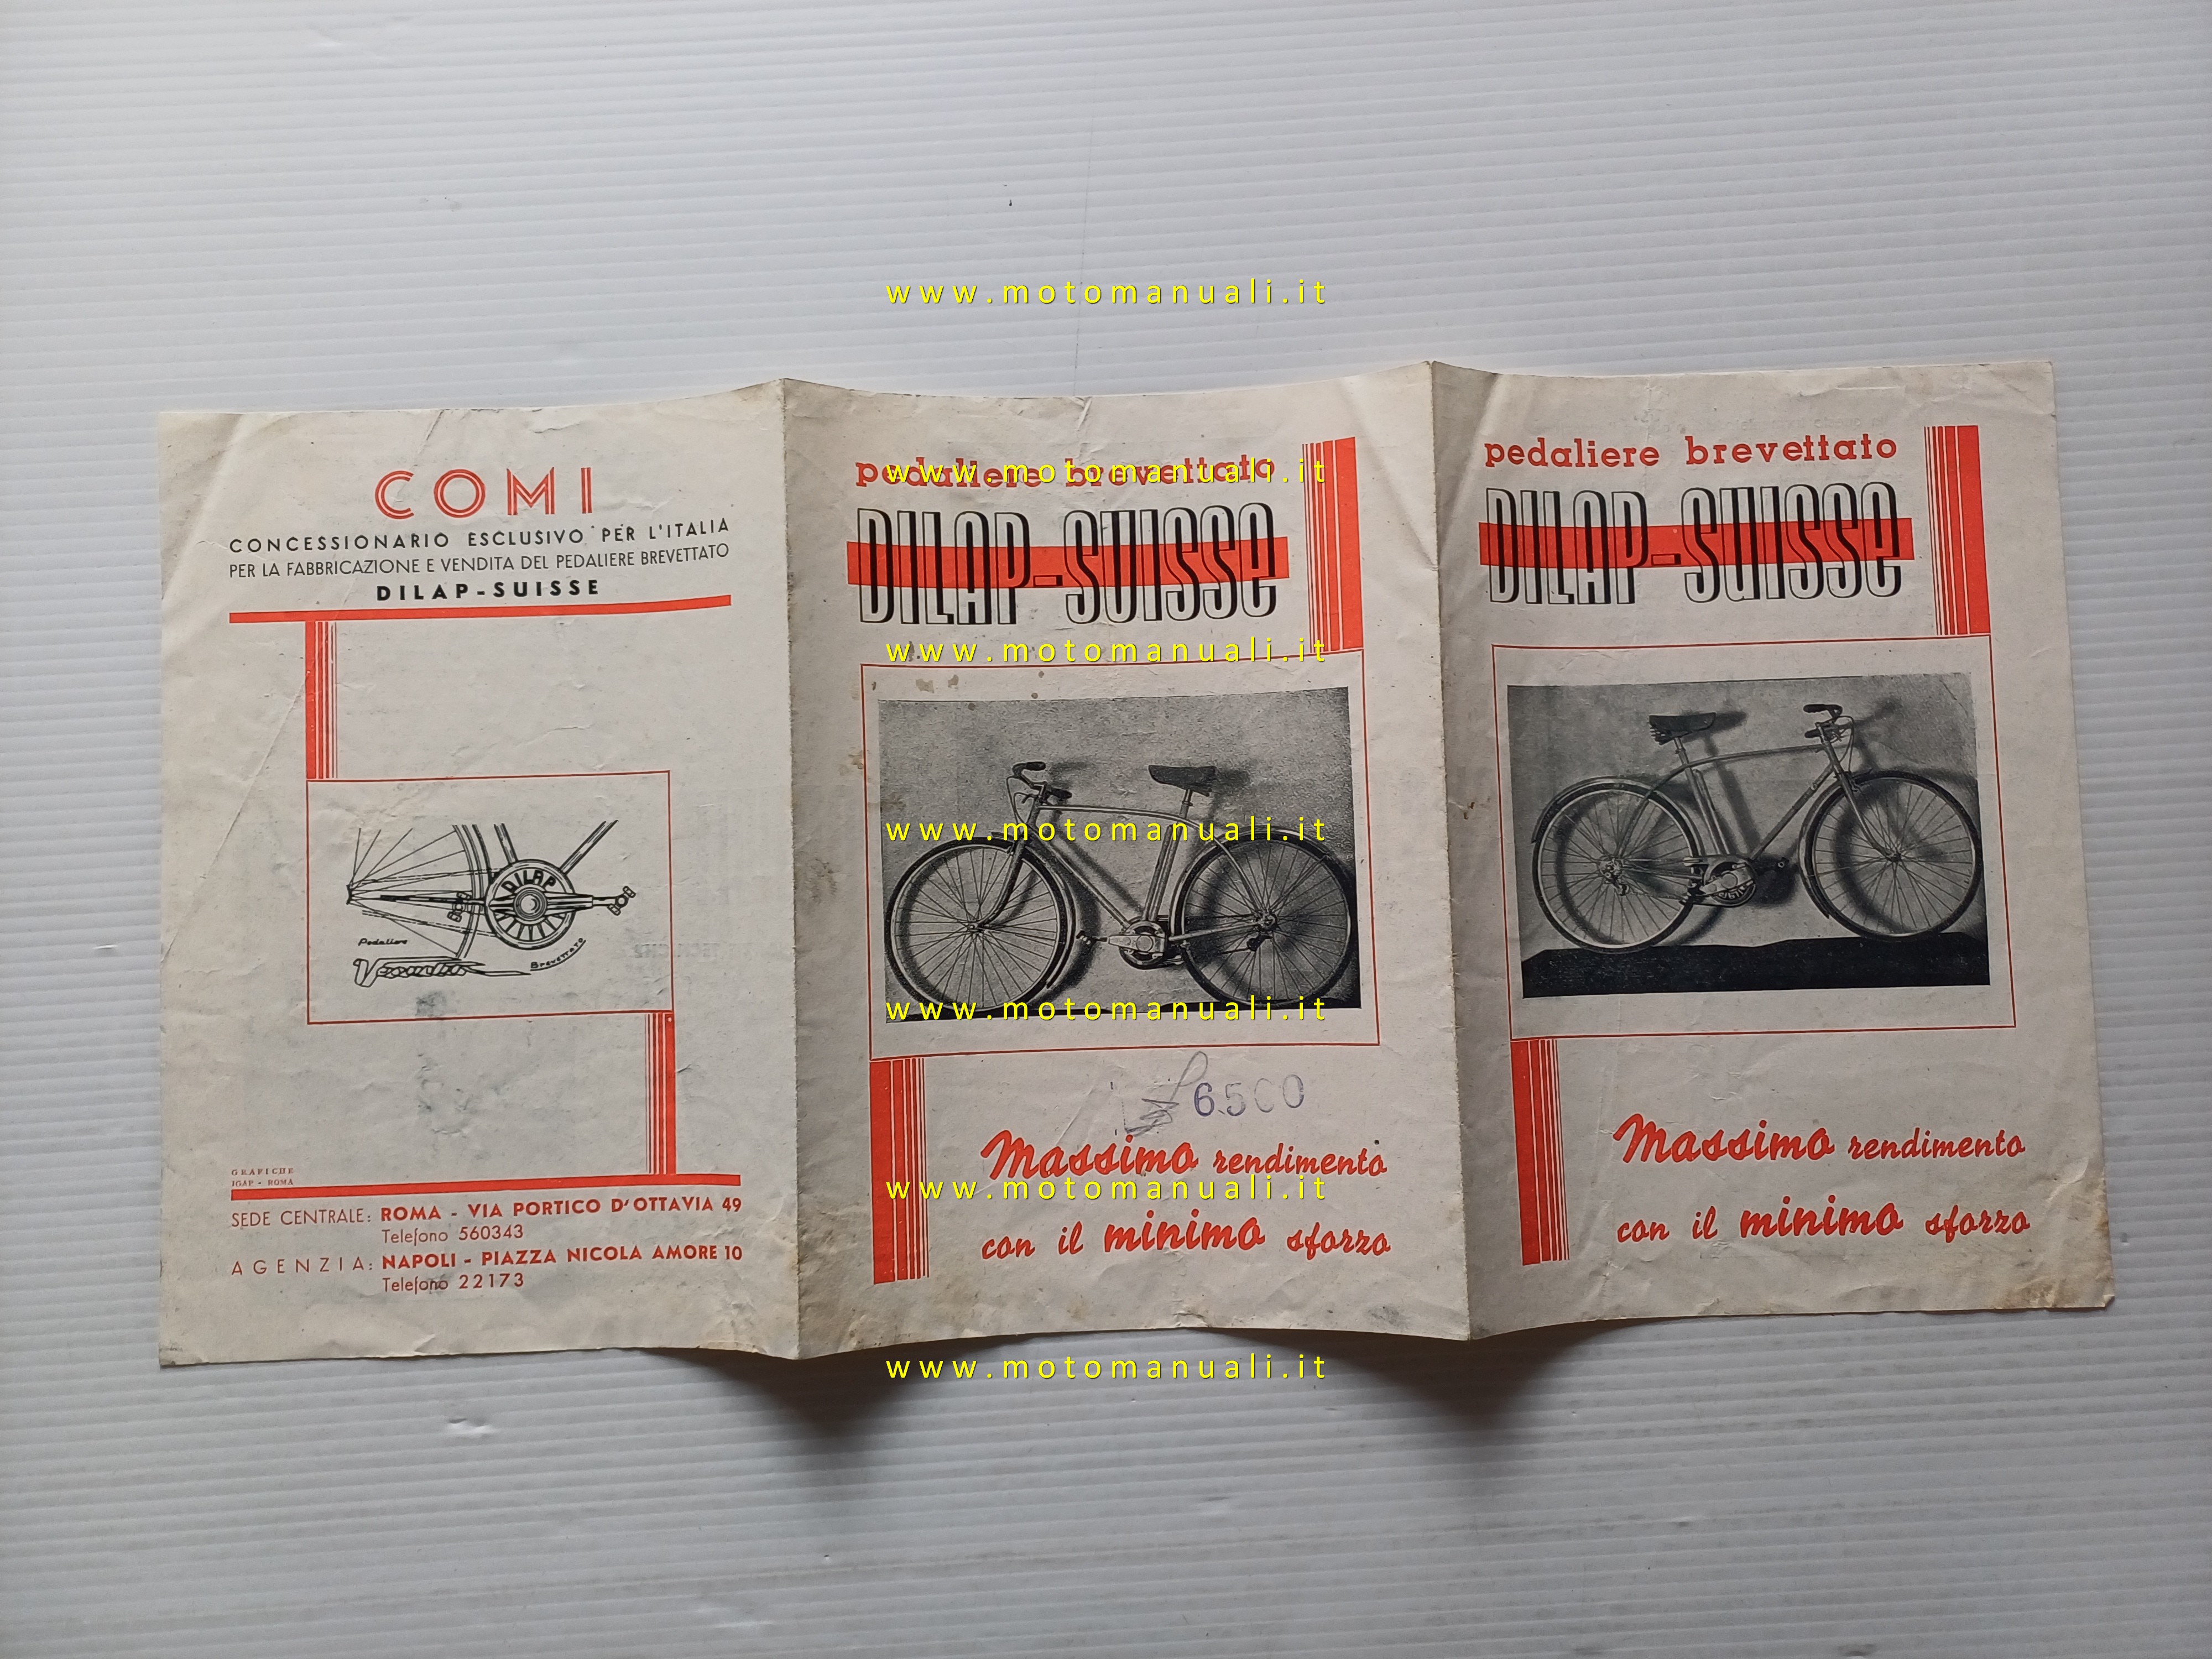 COMI
CONCESSIONARIO ESCLUSIVO PER L'ITALIA
PER LA FABBRICAZIONE E VENDITA DEL PEDALIERE BREVETTATO
DILAP-SUISSE
DILAP
Pedaliere
Brevettato
GRAFICHE
IGAP - ROMA
SEDE CENTRALE: ROMA - VIA PORTICO D'OTTAVIA 49
Telefono 560343
AGENZIA: NAPOLI - PIAZZA NICOLA AMORE 10
Telefono 22173
pedaliere brevettato
DILAP-SUISSE
6.500
Massimo rendimento
con il minimo sforzo
pedaliere brevettato
DILAP-SUISSE
Massimo rendimento
con il minimo sforzo
www.motomanuali.it
www.motomanuali.it
www.motomanuali.it
www.motomanuali.it
www.motomanuali.it
www.motomanuali.it
www.motomanuali.it